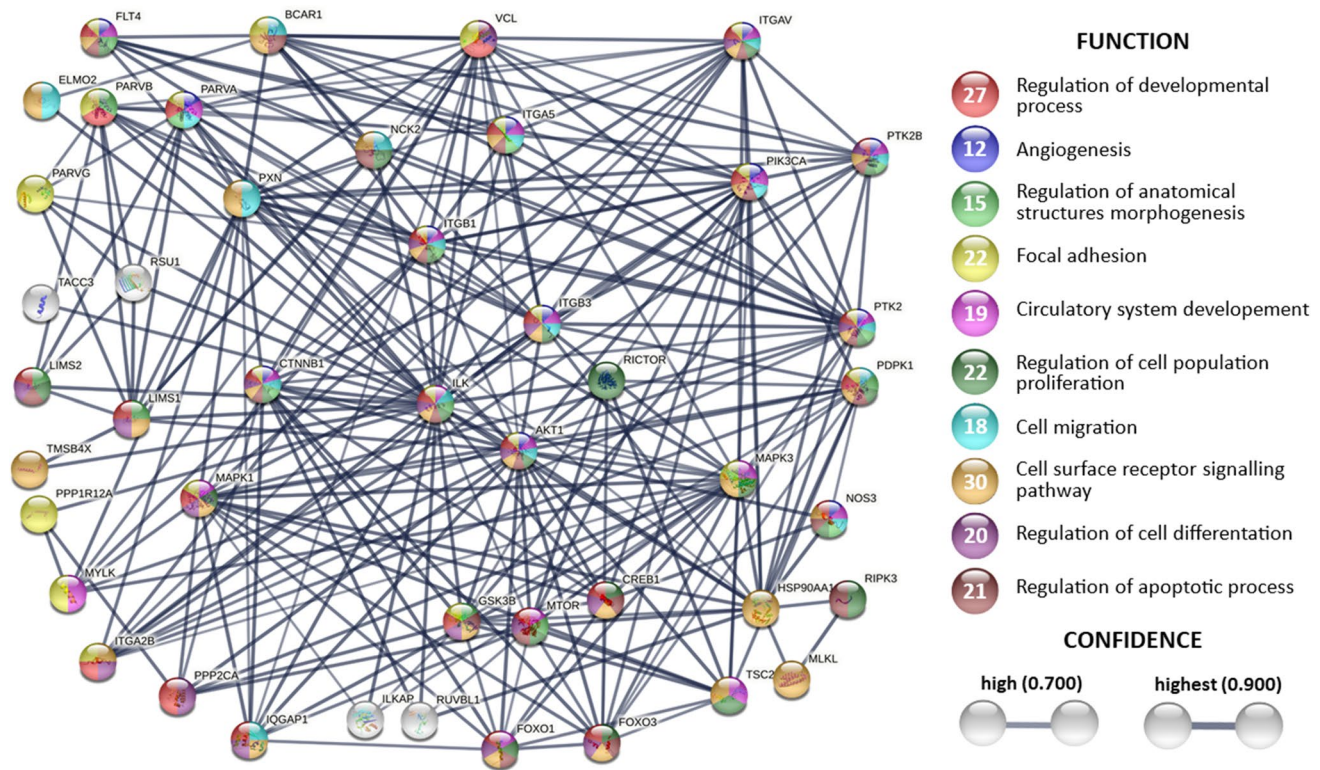 FLT4
BCAR1
VCL
ITGAV
ELMO2
PARVB
PARVA
NCK2
ITGA5
PTK2B
PARVG
PXN
PIK3CA
ITGB1
RSU1
TACC3
ITGB3
PTK2
LIMS2
CTNNB1
RICTOR
PDPK1
LIMS1
ILK
AKT1
TMSB4X
MAPK1
MAPK3
PPP1R12A
NOS3
MYLK
GSK3B
MTOR
CREB1
HSP90AA1
RIPK3
ITGA2B
PPP2CA
ILKAP
RUVBL1
TSC2
MLKL
IQGAP1
FOXO1
FOXO3
FUNCTION
27 Regulation of developmental
process
12 Angiogenesis
15 Regulation of anatomical
structures morphogenesis
22 Focal adhesion
19 Circulatory system developement
22 Regulation of cell population
proliferation
18 Cell migration
30 Cell surface receptor signalling
pathway
20 Regulation of cell differentation
21 Regulation of apoptotic process
CONFIDENCE
high (0.700)
highest (0.900)